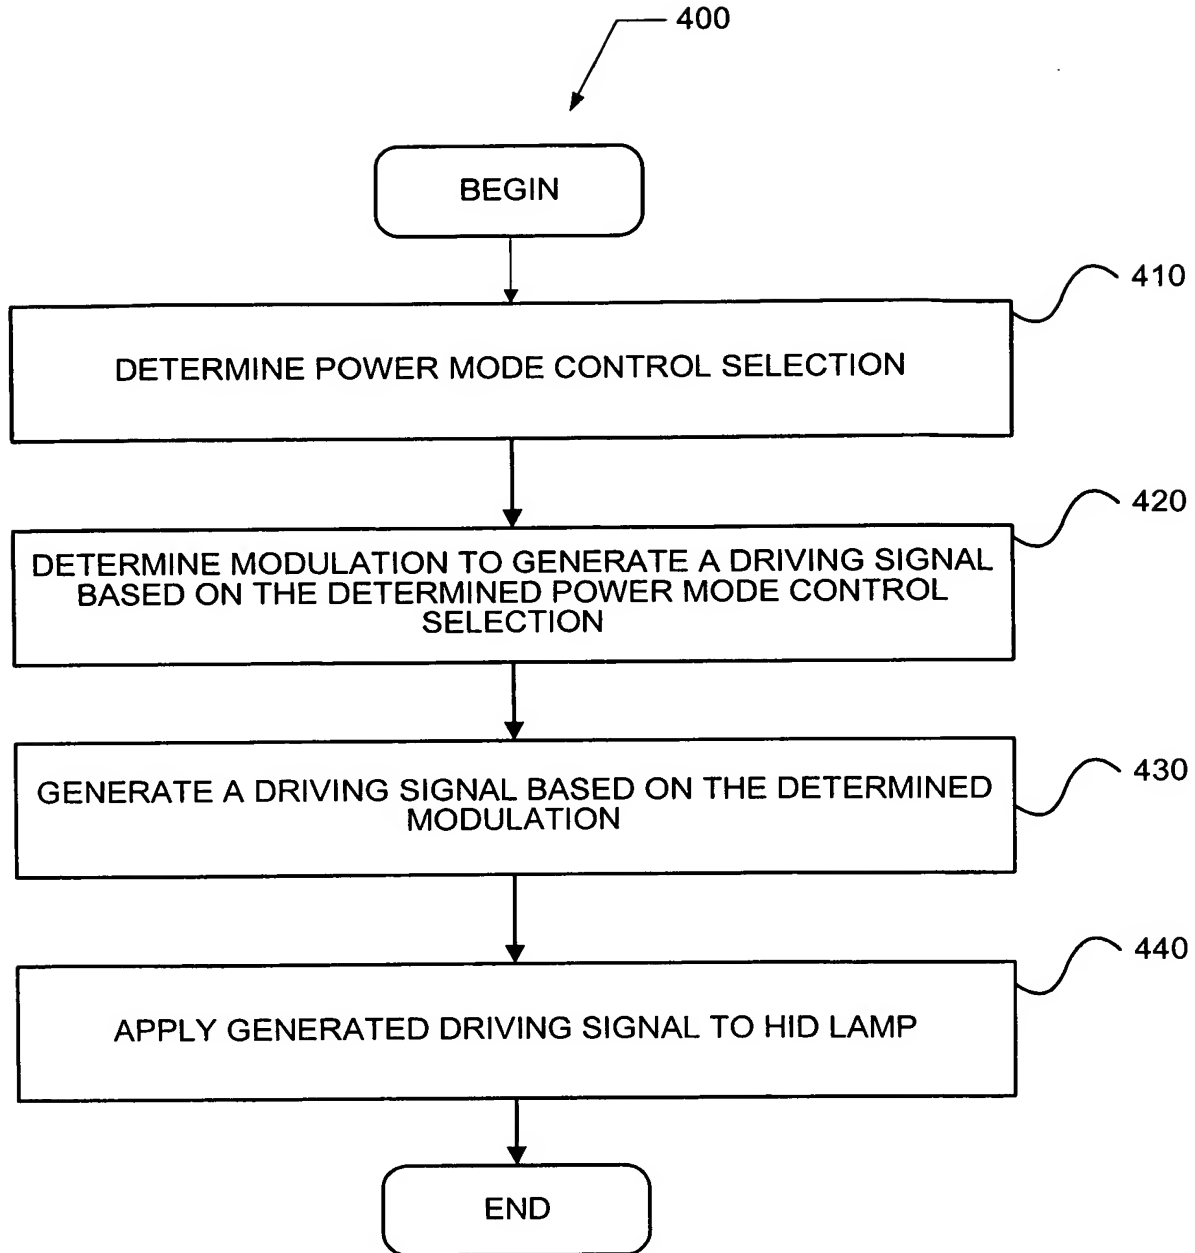 400
BEGIN
410
DETERMINE POWER MODE CONTROL SELECTION
420
DETERMINE MODULATION TO GENERATE A DRIVING SIGNAL
BASED ON THE DETERMINED POWER MODE CONTROL
SELECTION
430
GENERATE A DRIVING SIGNAL BASED ON THE DETERMINED
MODULATION
440
APPLY GENERATED DRIVING SIGNAL TO HID LAMP
END